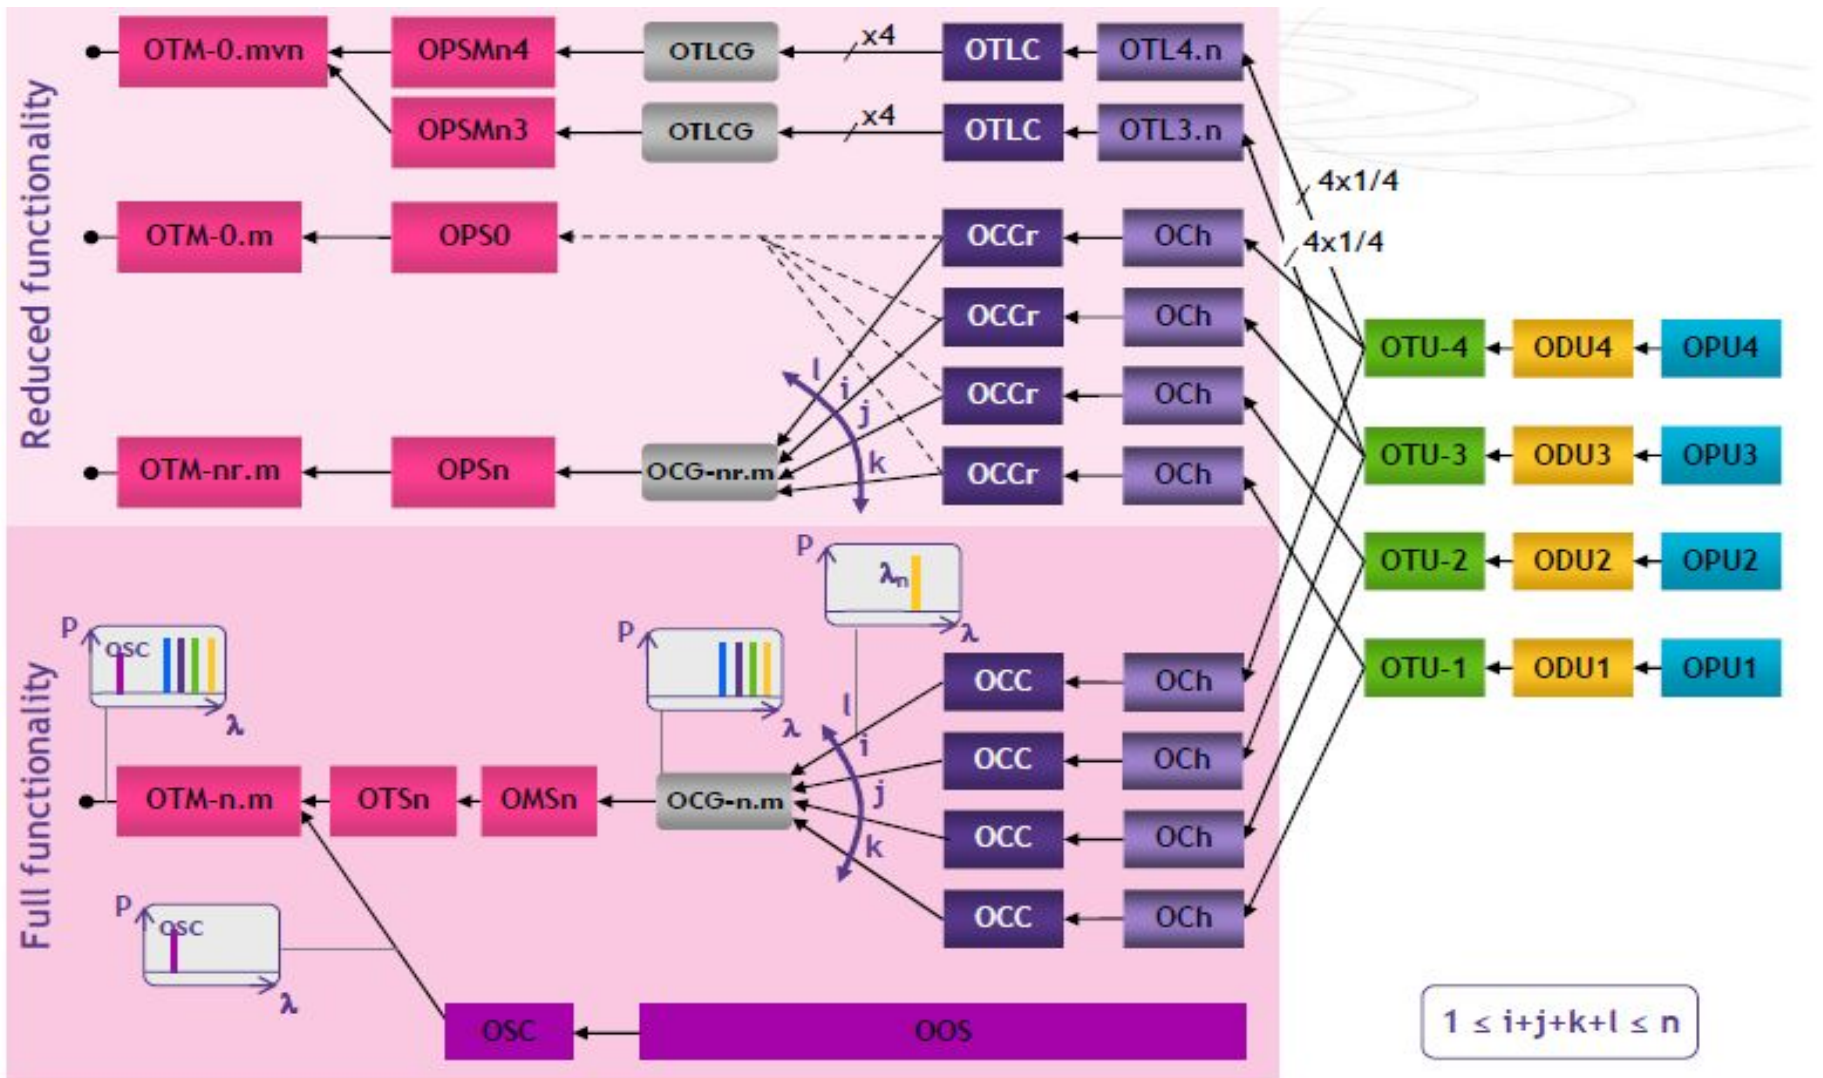 Reduced functionality
OTM-0.mvn OPSMn4 OTLCG x4 OTLC OTL4.n
OPSMn3 OTLCG x4 OTLC OTL3.n
4x1/4
OTM-0.m OPS0 OCCr OCh 4x1/4
OCCr OCh
OTU-4 ODU4 OPU4
l
i OCCr OCh
j
OTU-3 ODU3 OPU3
OTM-nr.m OPSn OCG-nr.m k OCCr OCh
Full functionality
P
λn
OTU-2 ODU2 OPU2
P P λ
OSC
OTU-1 ODU1 OPU1
OCC OCh
λ λ l
i
OCC OCh
OTM-n.m OTSn OMSn OCG-n.m j
k OCC OCh
P
OSC
OCC OCh
λ
OSC OOS
1 ≤ i+j+k+l ≤ n